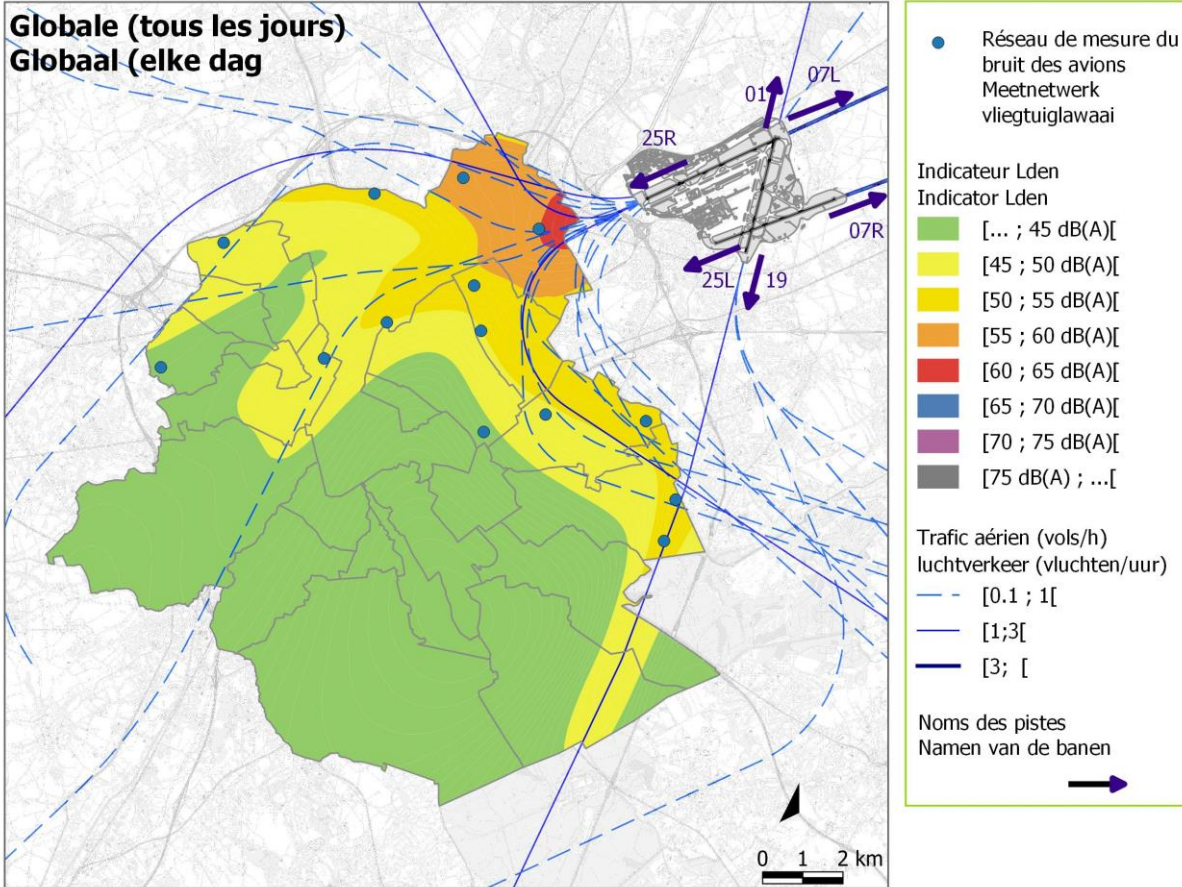 Globale (tous les jours)
Globaal (elke dag
01
07L
25R
07R
25L
19
0 1 2 km
Réseau de mesure du
bruit des avions
Meetnetwerk
vliegtuiglawaai
Indicateur Lden
Indicator Lden
[... ; 45 dB(A)[
[45 ; 50 dB(A)[
[50 ; 55 dB(A)[
[55 ; 60 dB(A)[
[60 ; 65 dB(A)[
[65 ; 70 dB(A)[
[70 ; 75 dB(A)[
[75 dB(A) ; ...[
Trafic aérien (vols/h)
luchtverkeer (vluchten/uur)
[0.1 ; 1[
[1;3[
[3; [
Noms des pistes
Namen van de banen